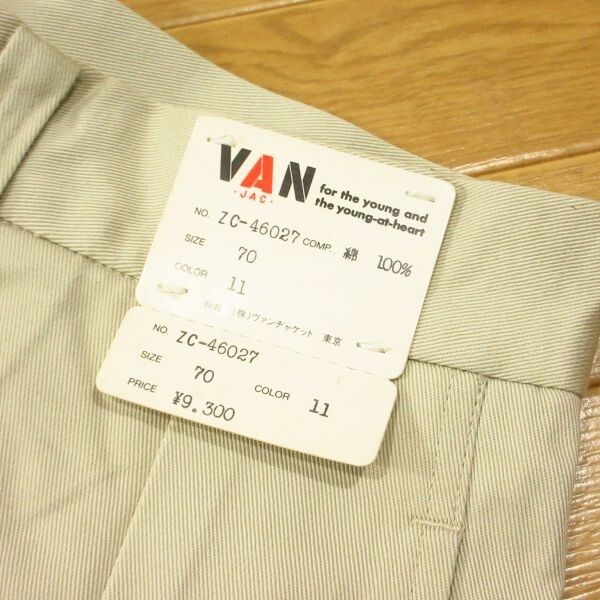 VAN
·JAC·
for the young and
the young-at-heart
NO. ZC-46027 COMP. 綿 100%
SIZE 70
COLOR 11
(株)ヴァンヂャケット 東京
NO ZC-46027
SIZE 70 COLOR 11
PRICE ¥9.300